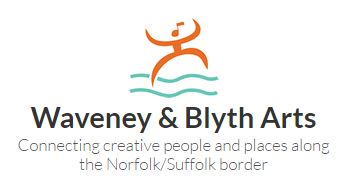 Waveney & Blyth Arts
Connecting creative people and places along
the Norfolk/Suffolk border